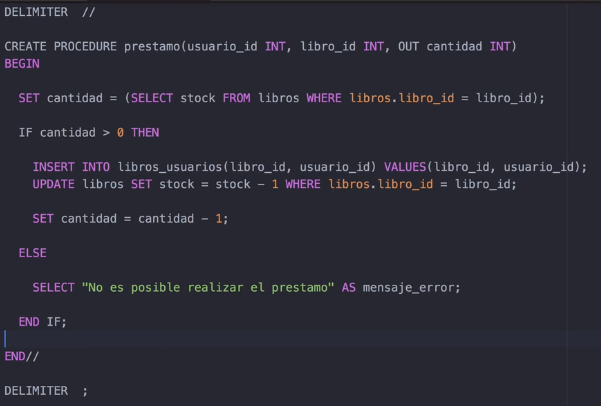 DELIMITER //
CREATE PROCEDURE prestamo(usuario_id INT, libro_id INT, OUT cantidad INT)
BEGIN
SET cantidad = (SELECT stock FROM libros WHERE libros.libro_id = libro_id);
IF cantidad > 0 THEN
INSERT INTO libros_usuarios(libro_id, usuario_id) VALUES(libro_id, usuario_id);
UPDATE libros SET stock = stock - 1 WHERE libros.libro_id = libro_id;
SET cantidad = cantidad - 1;
ELSE
SELECT "No es posible realizar el prestamo" AS mensaje_error;
END IF;
END//
DELIMITER ;